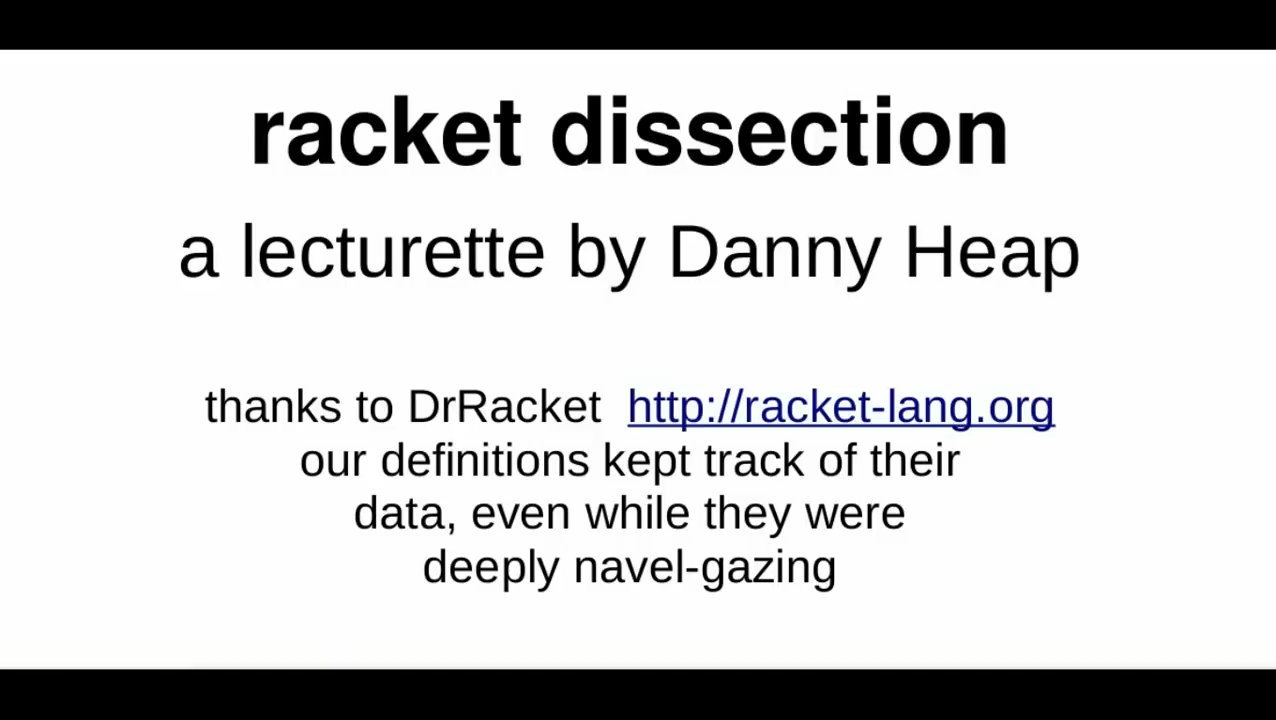 racket dissection
a lecturette by Danny Heap
thanks to DrRacket http://racket-lang.org
our definitions kept track of their
data, even while they were
deeply navel-gazing